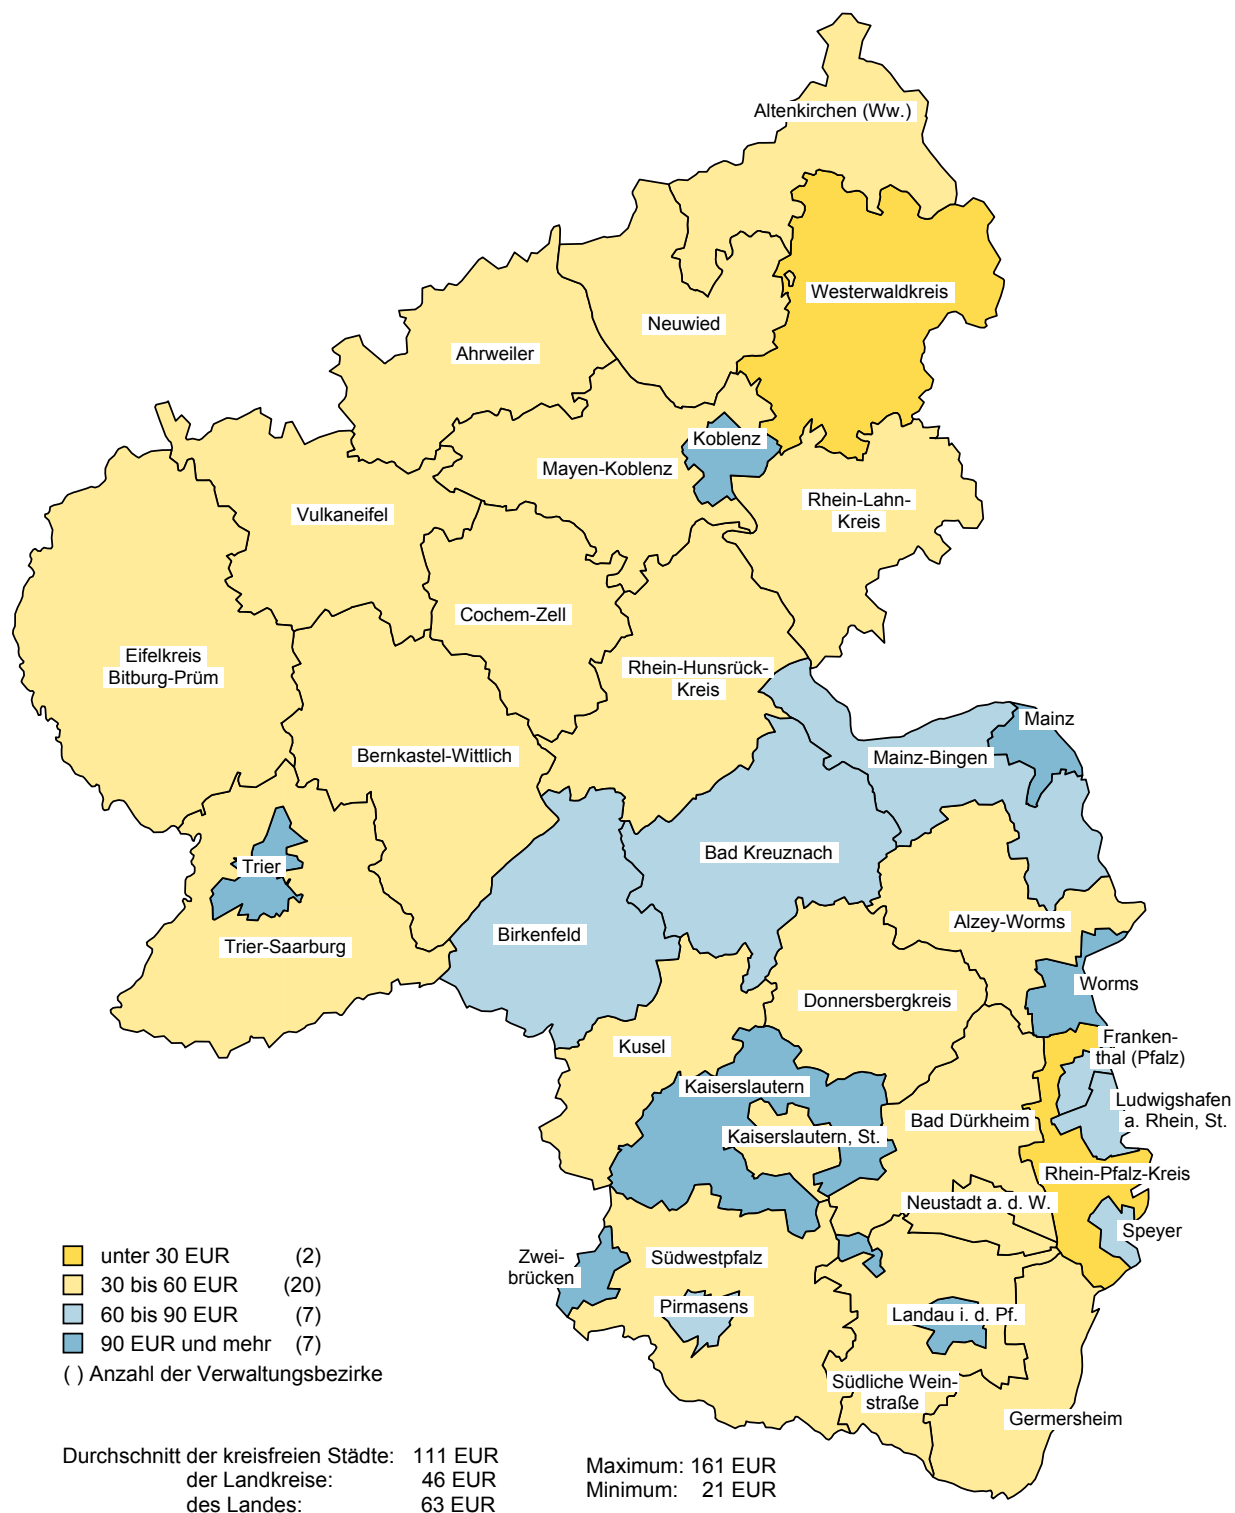 Altenkirchen (Ww.)
Westerwaldkreis
Neuwied
Ahrweiler
Koblenz
Mayen-Koblenz
Rhein-Lahn-
Kreis
Vulkaneifel
Cochem-Zell
Eifelkreis
Bitburg-Prüm
Rhein-Hunsrück-
Kreis
Mainz
Bernkastel-Wittlich
Mainz-Bingen
Bad Kreuznach
Trier
Alzey-Worms
Birkenfeld
Trier-Saarburg
Worms
Donnersbergkreis
Kusel
Franken-
thal (Pfalz)
Kaiserslautern
Ludwigshafen
a. Rhein, St.
Bad Dürkheim
Kaiserslautern, St.
Rhein-Pfalz-Kreis
Neustadt a. d. W.
Speyer
Zwei-
brücken
Südwestpfalz
Pirmasens
Landau i. d. Pf.
Südliche Wein-
straße
Germersheim
unter 30 EUR (2)
30 bis 60 EUR (20)
60 bis 90 EUR (7)
90 EUR und mehr (7)
( ) Anzahl der Verwaltungsbezirke
Durchschnitt der kreisfreien Städte: 111 EUR
der Landkreise: 46 EUR
des Landes: 63 EUR
Maximum: 161 EUR
Minimum: 21 EUR